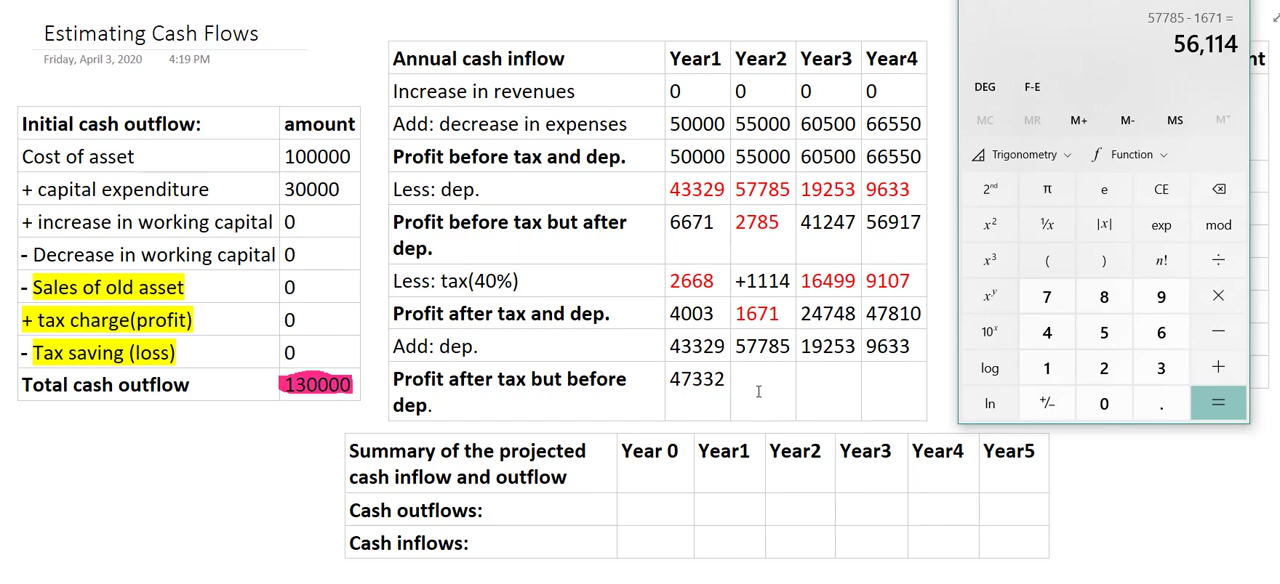 Estimating Cash Flows
Friday, April 3, 2020 4:19 PM
Initial cash outflow: amount
Cost of asset 100000
+ capital expenditure 30000
+ increase in working capital 0
- Decrease in working capital 0
- Sales of old asset 0
+ tax charge(profit) 0
- Tax saving (loss) 0
Total cash outflow 130000
Annual cash inflow Year1 Year2 Year3 Year4
Increase in revenues 0 0 0 0
Add: decrease in expenses 50000 55000 60500 66550
Profit before tax and dep. 50000 55000 60500 66550
Less: dep. 43329 57785 19253 9633
Profit before tax but after 6671 2785 41247 56917
dep.
Less: tax(40%) 2668 +1114 16499 9107
Profit after tax and dep. 4003 1671 24748 47810
Add: dep. 43329 57785 19253 9633
Profit after tax but before 47332
dep.
Summary of the projected Year 0 Year1 Year2 Year3 Year4 Year5
cash inflow and outflow
Cash outflows:
Cash inflows:
57785 - 1671 =
56,114
nt
DEG F-E
MC MR M+ M- MS M˅
Trigonometry f Function
2nd π e CE
x² ¹/x |x| exp mod
x³ ( ) n! ÷
xʸ 7 8 9 ×
10ˣ 4 5 6 −
log 1 2 3 +
ln +/− 0 . =